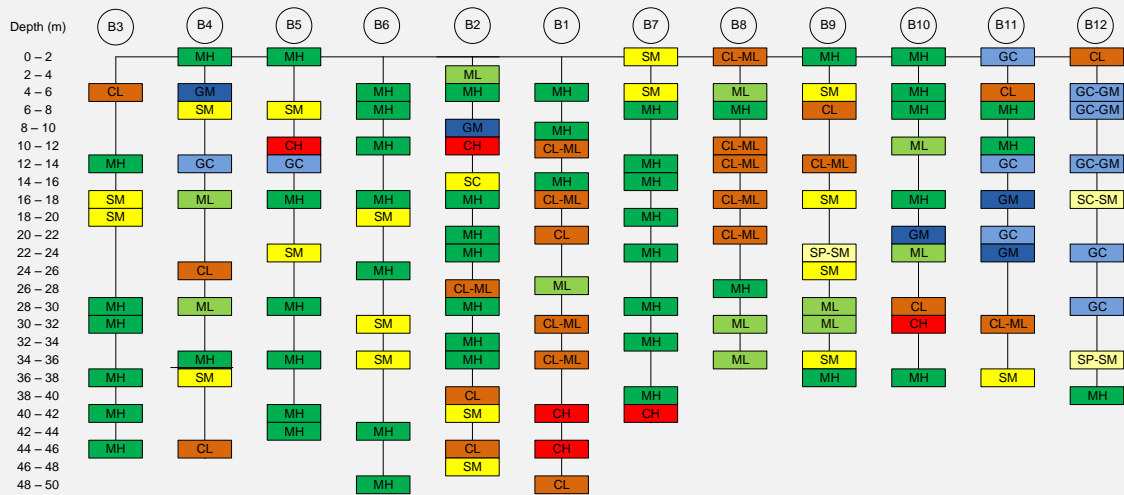 Depth (m) B3 B4 B5 B6 B2 B1 B7 B8 B9 B10 B11 B12
0 – 2 MH MH SM CL-ML MH MH GC CL
2 – 4 ML
4 – 6 CL GM MH MH MH SM ML SM MH CL GC-GM
6 – 8 SM SM MH MH MH CL MH MH GC-GM
8 – 10 GM MH
10 – 12 CH MH CH CL-ML CL-ML ML MH
12 – 14 MH GC GC MH CL-ML CL-ML GC GC-GM
14 – 16 SC MH MH
16 – 18 SM ML MH MH MH CL-ML CL-ML SM MH GM SC-SM
18 – 20 SM SM MH
20 – 22 MH CL CL-ML GM GC
22 – 24 SM MH MH SP-SM ML GM GC
24 – 26 CL MH SM
26 – 28 CL-ML ML MH
28 – 30 MH ML MH MH MH ML CL GC
30 – 32 MH SM CL-ML ML ML CH CL-ML
32 – 34 MH MH
34 – 36 MH MH SM MH CL-ML ML SM SP-SM
36 – 38 MH SM MH MH SM
38 – 40 CL MH MH
40 – 42 MH MH SM CH CH
42 – 44 MH MH
44 – 46 MH CL CL CH
46 – 48 SM
48 – 50 MH CL